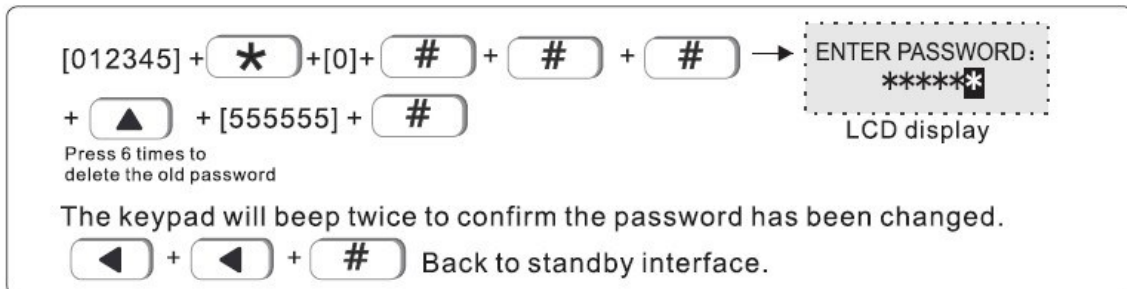 [012345] + * +[0]+ # + # + # → ENTER PASSWORD:
******
+ ▲ + [555555] + # LCD display
Press 6 times to
delete the old password
The keypad will beep twice to confirm the password has been changed.
◀ + ◀ + # Back to standby interface.